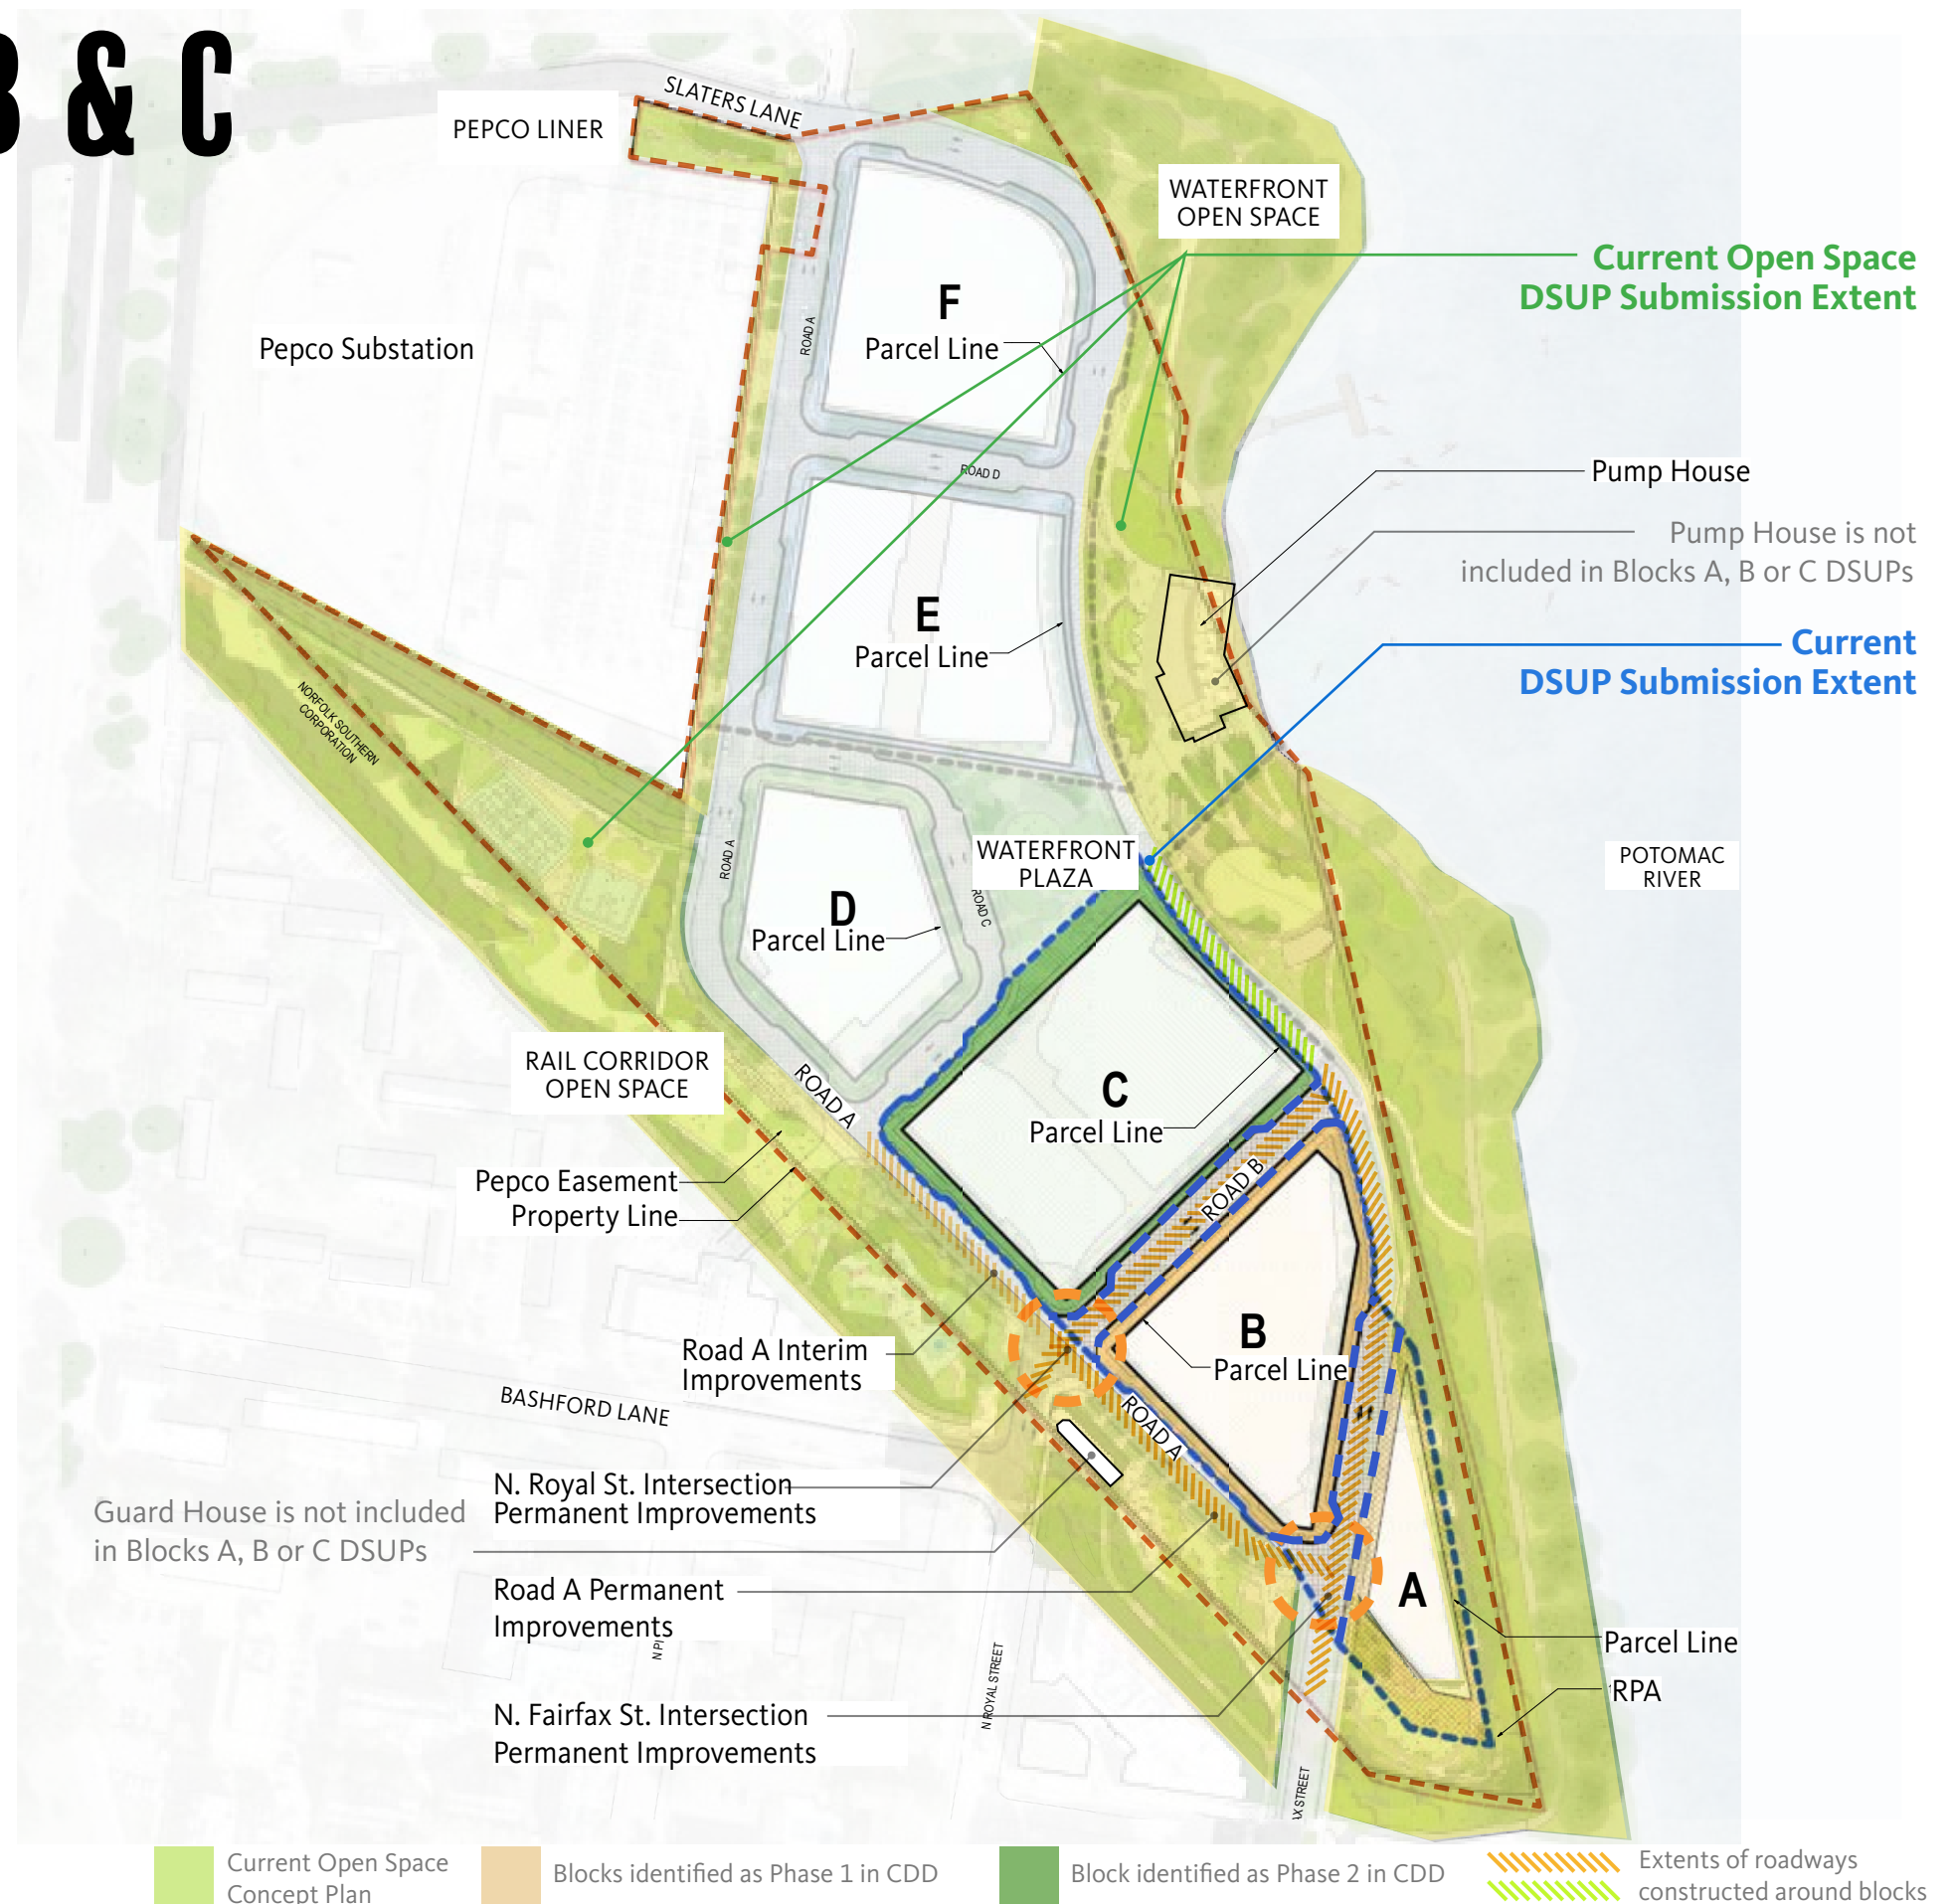 B & C
SLATERS LANE
PEPCO LINER
WATERFRONT
OPEN SPACE
Current Open Space
DSUP Submission Extent
F
Parcel Line
ROAD A
Pepco Substation
ROAD D
Pump House
Pump House is not
included in Blocks A, B or C DSUPs
E
Parcel Line
Current
DSUP Submission Extent
NORFOLK SOUTHERN
CORPORATION
WATERFRONT
PLAZA
POTOMAC
RIVER
ROAD A
D
Parcel Line
ROAD C
RAIL CORRIDOR
OPEN SPACE
ROAD A
C
Parcel Line
Pepco Easement
Property Line
ROAD B
B
Parcel Line
Road A Interim
Improvements
BASHFORD LANE
ROAD A
N. Royal St. Intersection
Permanent Improvements
Guard House is not included
in Blocks A, B or C DSUPs
Road A Permanent
Improvements
A
Parcel Line
RPA
N PI
N ROYAL STREET
N. Fairfax St. Intersection
Permanent Improvements
AX STREET
Current Open Space
Concept Plan
Blocks identified as Phase 1 in CDD
Block identified as Phase 2 in CDD
Extents of roadways
constructed around blocks